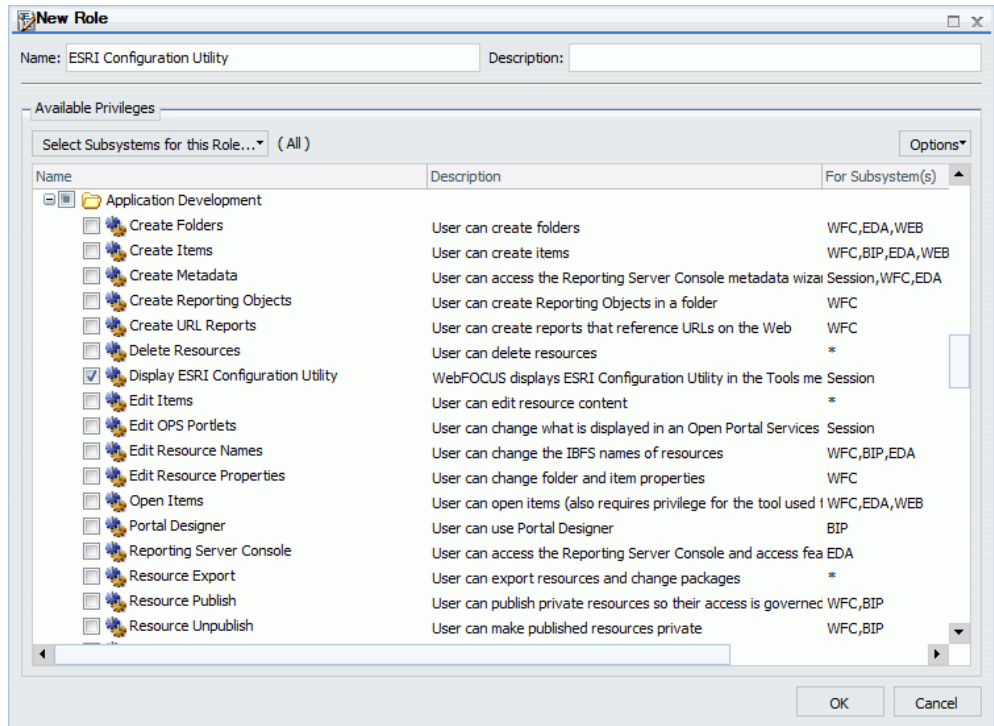 New Role
Name: ESRI Configuration Utility Description:
Available Privileges
Select Subsystems for this Role... ( All ) Options
Name Description For Subsystem(s)
Application Development
Create Folders User can create folders WFC,EDA,WEB
Create Items User can create items WFC,BIP,EDA,WEB
Create Metadata User can access the Reporting Server Console metadata wizar Session,WFC,EDA
Create Reporting Objects User can create Reporting Objects in a folder WFC
Create URL Reports User can create reports that reference URLs on the Web WFC
Delete Resources User can delete resources *
Display ESRI Configuration Utility WebFOCUS displays ESRI Configuration Utility in the Tools me Session
Edit Items User can edit resource content *
Edit OPS Portlets User can change what is displayed in an Open Portal Services Session
Edit Resource Names User can change the IBFS names of resources WFC,BIP,EDA
Edit Resource Properties User can change folder and item properties WFC
Open Items User can open items (also requires privilege for the tool used t WFC,EDA,WEB
Portal Designer User can use Portal Designer BIP
Reporting Server Console User can access the Reporting Server Console and access fea EDA
Resource Export User can export resources and change packages *
Resource Publish User can publish private resources so their access is governed WFC,BIP
Resource Unpublish User can make published resources private WFC,BIP
OK Cancel